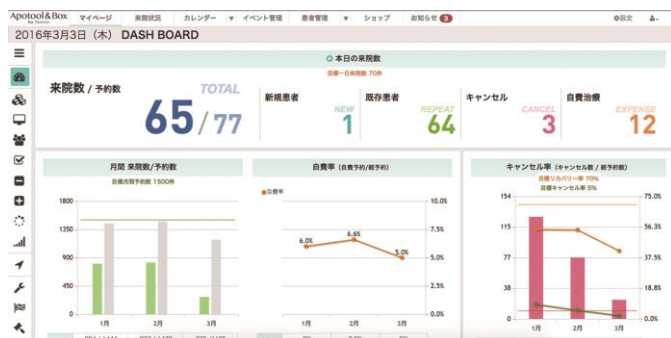 Apotool&Box for Dentist マイページ 来院状況 カレンダー ▼ イベント管理 患者管理 ▼ ショップ お知らせ 3 設定
2016年3月3日(木) DASH BOARD
本日の来院数
目標一日来院数 70件
来院数 / 予約数
TOTAL
65 / 77
新規患者
NEW
1
既存患者
REPEAT
64
キャンセル
CANCEL
3
自費治療
EXPENSE
12
月間 来院数/予約数
目標月間予約数 1500件
1800
1350
900
450
0
1月 2月 3月
自費率 (自費予約/総予約)
自費率
10.0%
7.5%
5.0%
2.5%
0.0%
6.0% 6.6% 5.0%
1月 2月 3月
キャンセル率 (キャンセル数 / 総予約数)
目標リカバリー率 70%
目標キャンセル率 5%
154 75.0%
115 56.3%
77 37.5%
38 18.8%
0 0.0%
1月 2月 3月